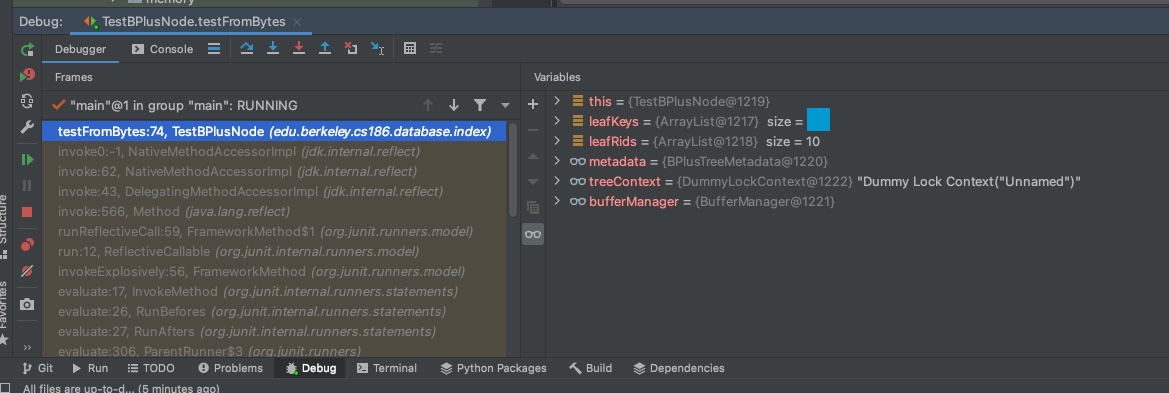 memory
Debug: TestBPlusNode.testFromBytes
Debugger Console
Frames
Variables
"main"@1 in group "main": RUNNING
testFromBytes:74, TestBPlusNode (edu.berkeley.cs186.database.index)
invoke0:-1, NativeMethodAccessorImpl (jdk.internal.reflect)
invoke:62, NativeMethodAccessorImpl (jdk.internal.reflect)
invoke:43, DelegatingMethodAccessorImpl (jdk.internal.reflect)
invoke:566, Method (java.lang.reflect)
runReflectiveCall:59, FrameworkMethod$1 (org.junit.runners.model)
run:12, ReflectiveCallable (org.junit.internal.runners.model)
invokeExplosively:56, FrameworkMethod (org.junit.runners.model)
evaluate:17, InvokeMethod (org.junit.internal.runners.statements)
evaluate:26, RunBefores (org.junit.internal.runners.statements)
evaluate:27, RunAfters (org.junit.internal.runners.statements)
evaluate:306, ParentRunner$3 (org.junit.runners)
this = {TestBPlusNode@1219}
leafKeys = {ArrayList@1217} size =
leafRids = {ArrayList@1218} size = 10
metadata = {BPlusTreeMetadata@1220}
treeContext = {DummyLockContext@1222} "Dummy Lock Context("Unnamed")"
bufferManager = {BufferManager@1221}
Structure
Favorites
Git Run TODO Problems Debug Terminal Python Packages Build Dependencies
All files are up-to-d... (5 minutes ago)